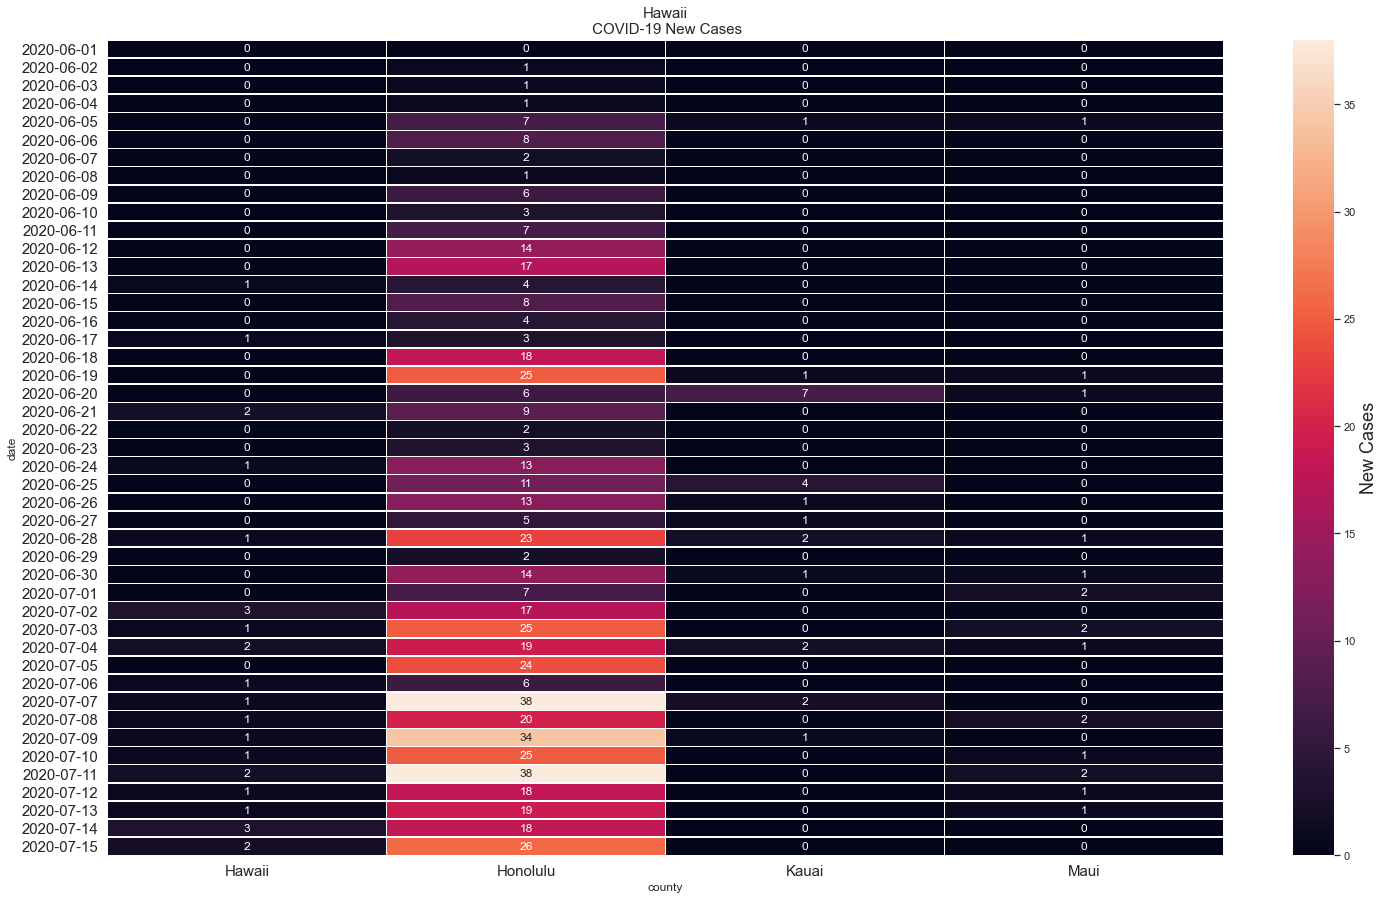 Hawaii
COVID-19 New Cases
2020-06-01 0 0 0 0
2020-06-02 0 1 0 0
2020-06-03 0 1 0 0
2020-06-04 0 1 0 0
2020-06-05 0 7 1 1
2020-06-06 0 8 0 0
2020-06-07 0 2 0 0
2020-06-08 0 1 0 0
2020-06-09 0 6 0 0
2020-06-10 0 3 0 0
2020-06-11 0 7 0 0
2020-06-12 0 14 0 0
2020-06-13 0 17 0 0
2020-06-14 1 4 0 0
2020-06-15 0 8 0 0
2020-06-16 0 4 0 0
2020-06-17 1 3 0 0
2020-06-18 0 18 0 0
2020-06-19 0 25 1 1
2020-06-20 0 6 7 1
2020-06-21 2 9 0 0
2020-06-22 0 2 0 0
2020-06-23 0 3 0 0
2020-06-24 1 13 0 0
2020-06-25 0 11 4 0
2020-06-26 0 13 1 0
2020-06-27 0 5 1 0
2020-06-28 1 23 2 1
2020-06-29 0 2 0 0
2020-06-30 0 14 1 1
2020-07-01 0 7 0 2
2020-07-02 3 17 0 0
2020-07-03 1 25 0 2
2020-07-04 2 19 2 1
2020-07-05 0 24 0 0
2020-07-06 1 6 0 0
2020-07-07 1 38 2 0
2020-07-08 1 20 0 2
2020-07-09 1 34 1 0
2020-07-10 1 25 0 1
2020-07-11 2 38 0 2
2020-07-12 1 18 0 1
2020-07-13 1 19 0 1
2020-07-14 3 18 0 0
2020-07-15 2 26 0 0
date
Hawaii Honolulu Kauai Maui
county
35
30
25
20
15
10
5
0
New Cases